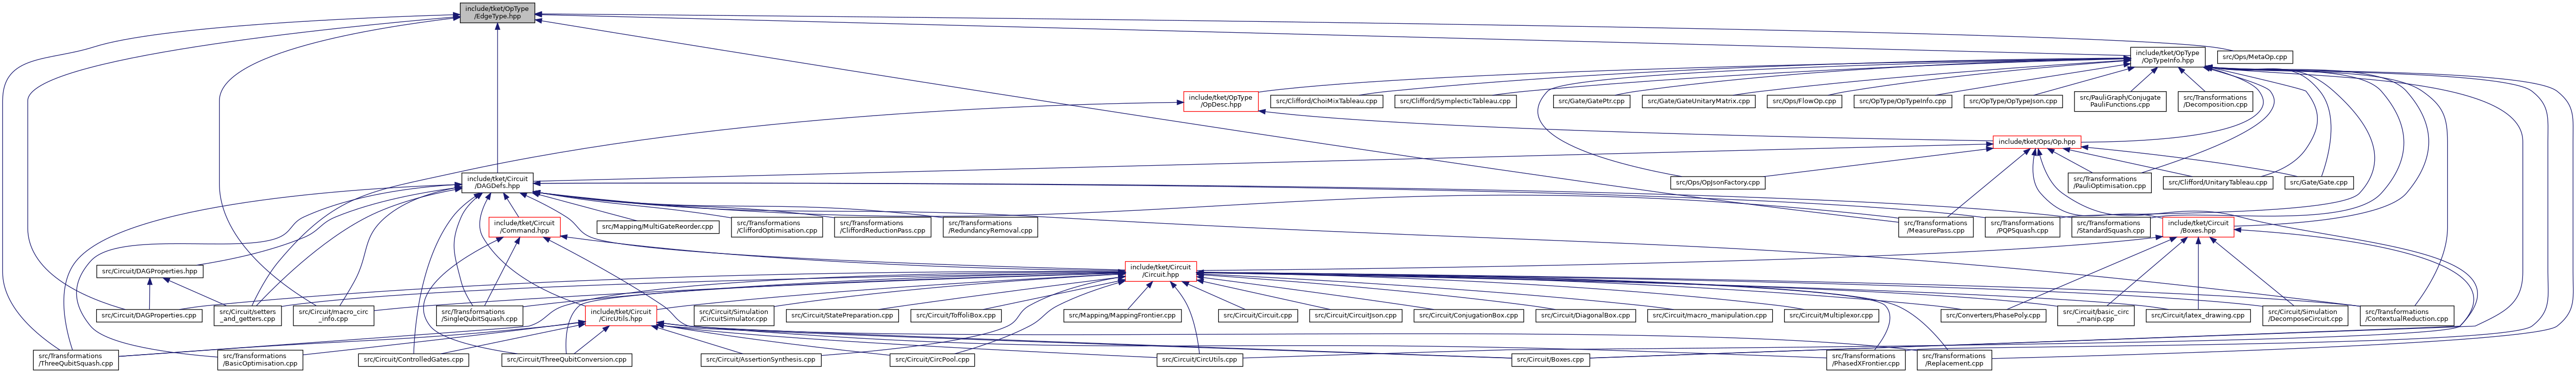 include/tket/OpType
/EdgeType.hpp
include/tket/OpType
/OpTypeInfo.hpp
src/Ops/MetaOp.cpp
include/tket/OpType
/OpDesc.hpp
src/Clifford/ChoiMixTableau.cpp
src/Clifford/SymplecticTableau.cpp
src/Gate/GatePtr.cpp
src/Gate/GateUnitaryMatrix.cpp
src/Ops/FlowOp.cpp
src/OpType/OpTypeInfo.cpp
src/OpType/OpTypeJson.cpp
src/PauliGraph/Conjugate
PauliFunctions.cpp
src/Transformations
/Decomposition.cpp
include/tket/Ops/Op.hpp
include/tket/Circuit
/DAGDefs.hpp
src/Ops/OpJsonFactory.cpp
src/Transformations
/PauliOptimisation.cpp
src/Clifford/UnitaryTableau.cpp
src/Gate/Gate.cpp
include/tket/Circuit
/Command.hpp
src/Mapping/MultiGateReorder.cpp
src/Transformations
/CliffordOptimisation.cpp
src/Transformations
/CliffordReductionPass.cpp
src/Transformations
/RedundancyRemoval.cpp
src/Transformations
/MeasurePass.cpp
src/Transformations
/PQPSquash.cpp
src/Transformations
/StandardSquash.cpp
include/tket/Circuit
/Boxes.hpp
src/Circuit/DAGProperties.hpp
include/tket/Circuit
/Circuit.hpp
src/Circuit/DAGProperties.cpp
src/Circuit/setters
_and_getters.cpp
src/Circuit/macro_circ
_info.cpp
src/Transformations
/SingleQubitSquash.cpp
include/tket/Circuit
/CircUtils.hpp
src/Circuit/Simulation
/CircuitSimulator.cpp
src/Circuit/StatePreparation.cpp
src/Circuit/ToffoliBox.cpp
src/Mapping/MappingFrontier.cpp
src/Circuit/Circuit.cpp
src/Circuit/CircuitJson.cpp
src/Circuit/ConjugationBox.cpp
src/Circuit/DiagonalBox.cpp
src/Circuit/macro_manipulation.cpp
src/Circuit/Multiplexor.cpp
src/Converters/PhasePoly.cpp
src/Circuit/basic_circ
_manip.cpp
src/Circuit/latex_drawing.cpp
src/Circuit/Simulation
/DecomposeCircuit.cpp
src/Transformations
/ContextualReduction.cpp
src/Transformations
/ThreeQubitSquash.cpp
src/Transformations
/BasicOptimisation.cpp
src/Circuit/ControlledGates.cpp
src/Circuit/ThreeQubitConversion.cpp
src/Circuit/AssertionSynthesis.cpp
src/Circuit/CircPool.cpp
src/Circuit/CircUtils.cpp
src/Circuit/Boxes.cpp
src/Transformations
/PhasedXFrontier.cpp
src/Transformations
/Replacement.cpp